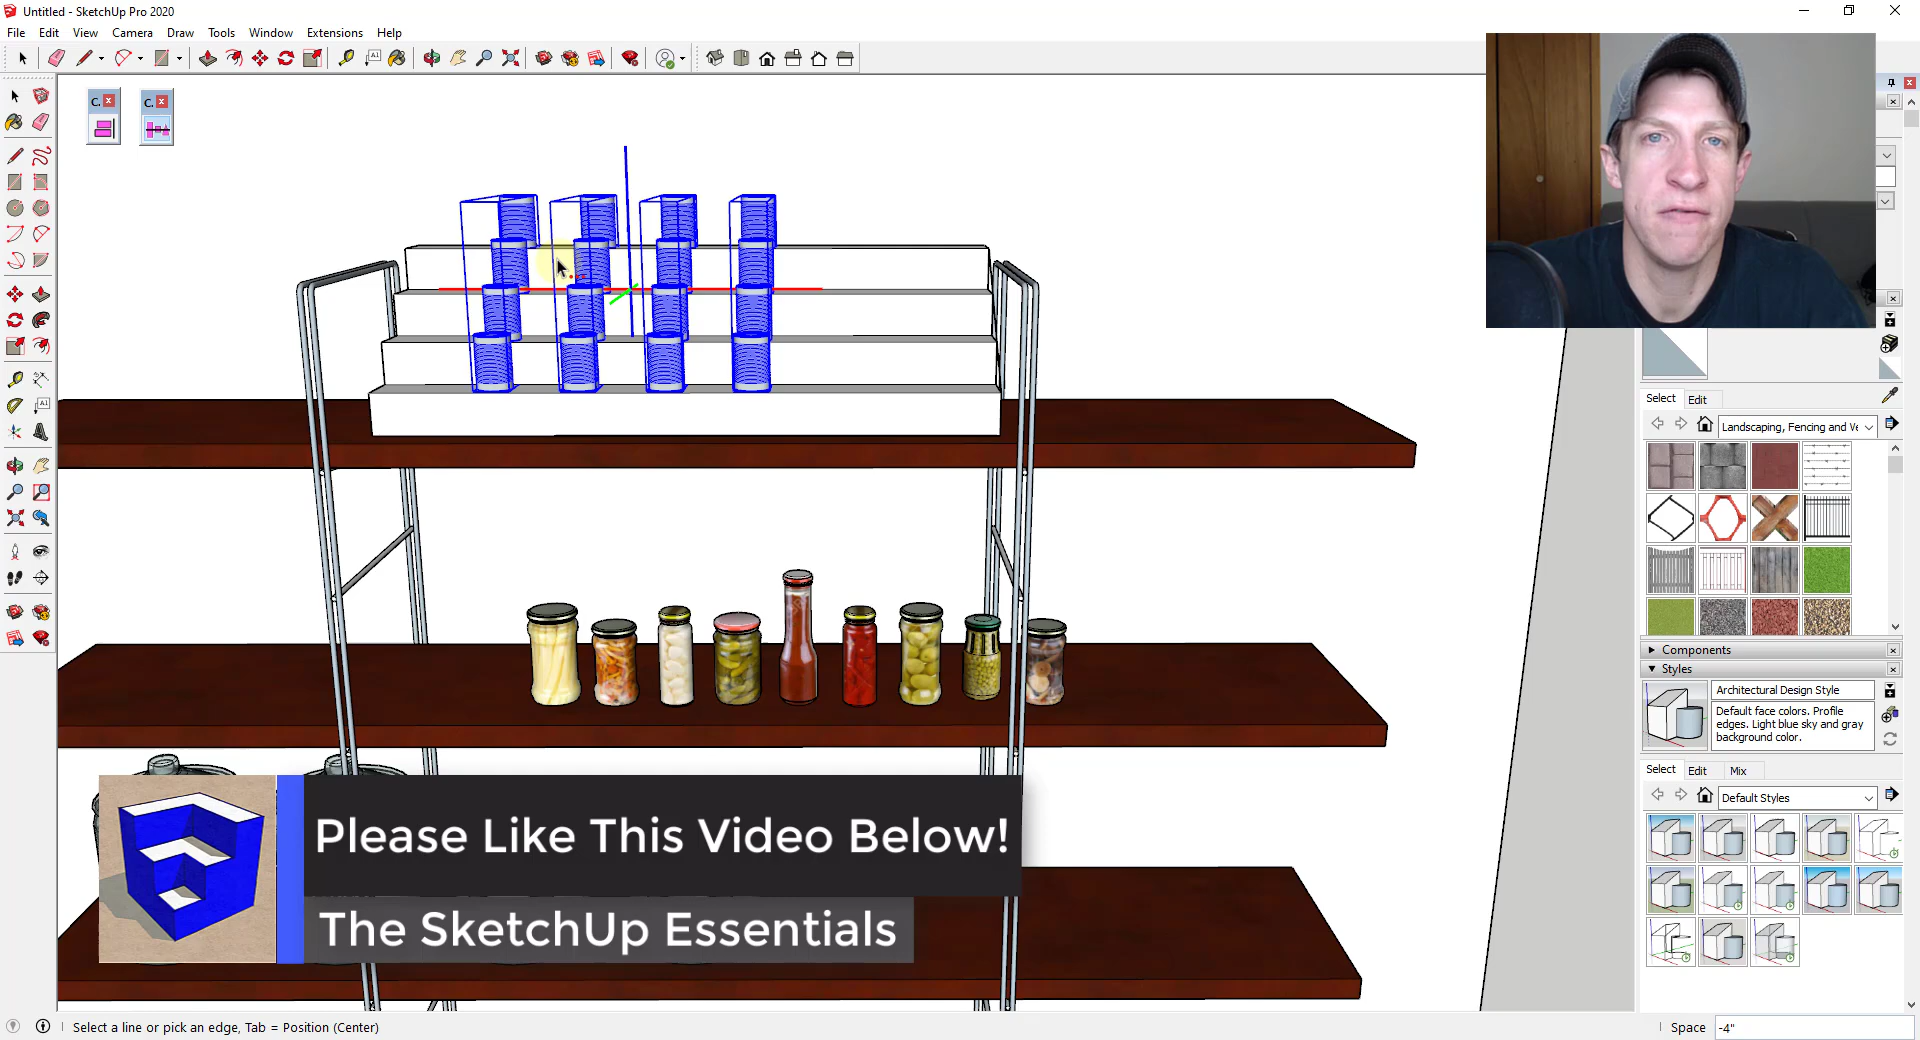 Untitled - SketchUp Pro 2020
File Edit View Camera Draw Tools Window Extensions Help
C. C.
Select Edit
Landscaping, Fencing and Ve
Components
Styles
Architectural Design Style
Default face colors. Profile
edges. Light blue sky and gray
background color.
Select Edit Mix
Default Styles
Please Like This Video Below!
The SketchUp Essentials
Select a line or pick an edge, Tab = Position (Center)
Space -4"